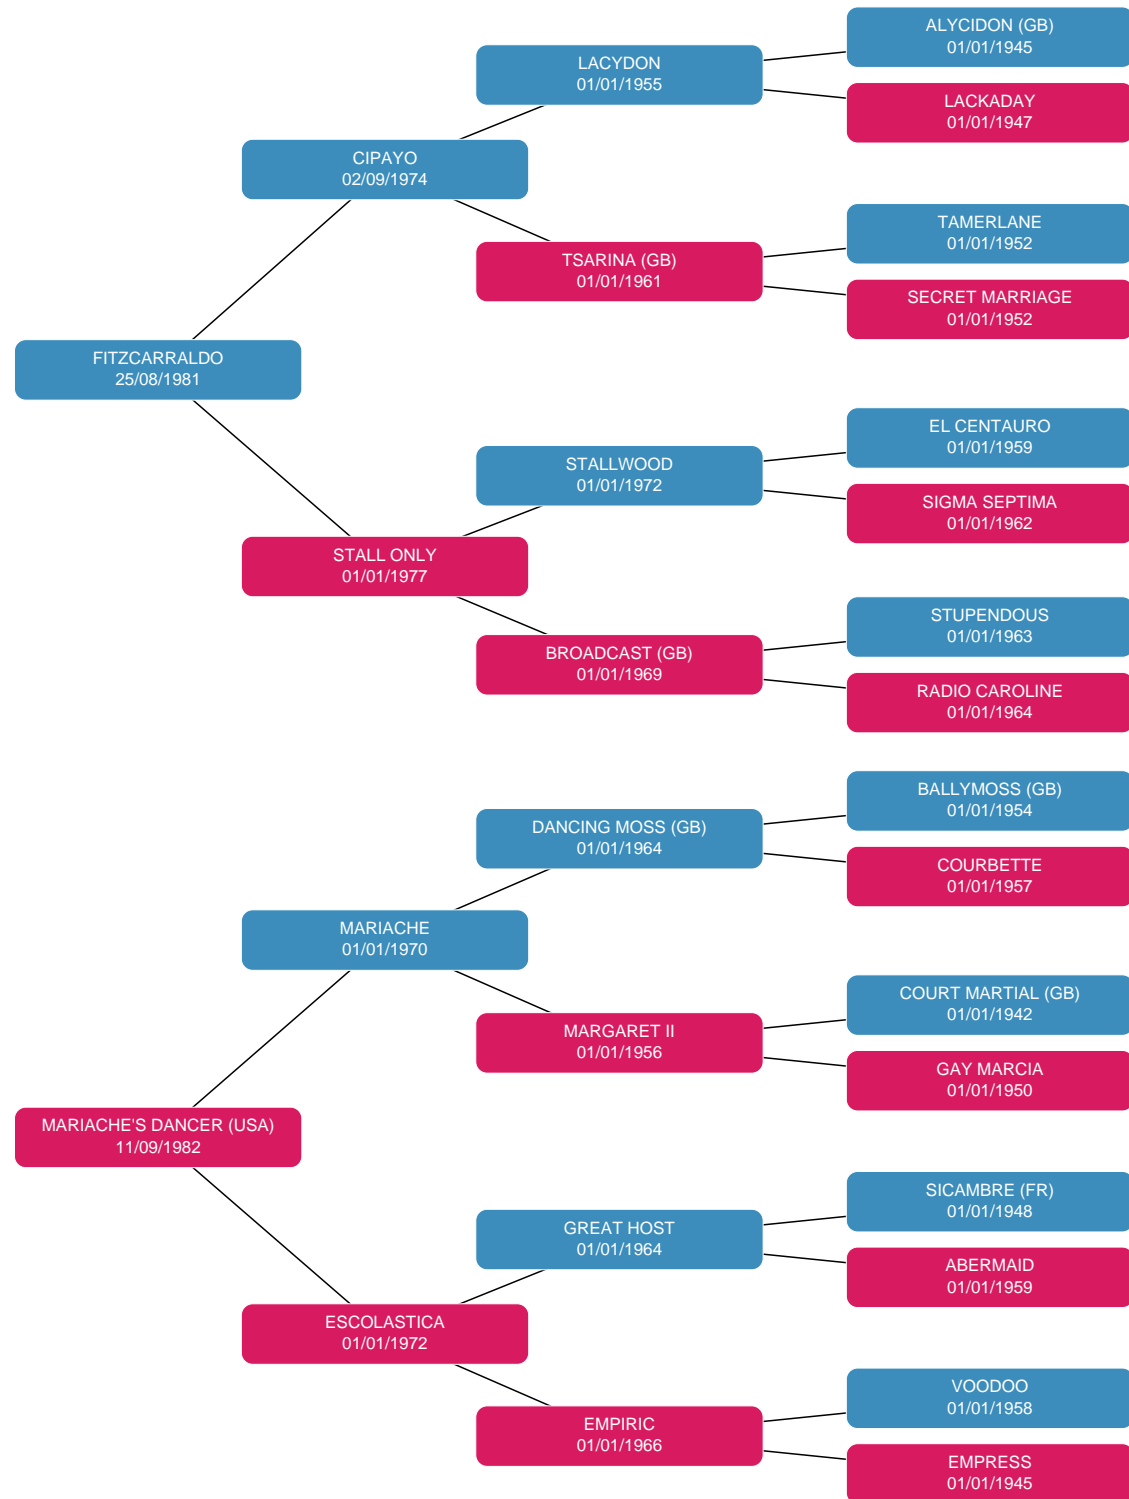 ALYCIDON (GB)
01/01/1945
LACYDON
01/01/1955
LACKADAY
01/01/1947
CIPAYO
02/09/1974
TAMERLANE
01/01/1952
TSARINA (GB)
01/01/1961
SECRET MARRIAGE
01/01/1952
FITZCARRALDO
25/08/1981
EL CENTAURO
01/01/1959
STALLWOOD
01/01/1972
SIGMA SEPTIMA
01/01/1962
STALL ONLY
01/01/1977
STUPENDOUS
01/01/1963
BROADCAST (GB)
01/01/1969
RADIO CAROLINE
01/01/1964
BALLYMOSS (GB)
01/01/1954
DANCING MOSS (GB)
01/01/1964
COURBETTE
01/01/1957
MARIACHE
01/01/1970
COURT MARTIAL (GB)
01/01/1942
MARGARET II
01/01/1956
GAY MARCIA
01/01/1950
MARIACHE'S DANCER (USA)
11/09/1982
SICAMBRE (FR)
01/01/1948
GREAT HOST
01/01/1964
ABERMAID
01/01/1959
ESCOLASTICA
01/01/1972
VOODOO
01/01/1958
EMPIRIC
01/01/1966
EMPRESS
01/01/1945